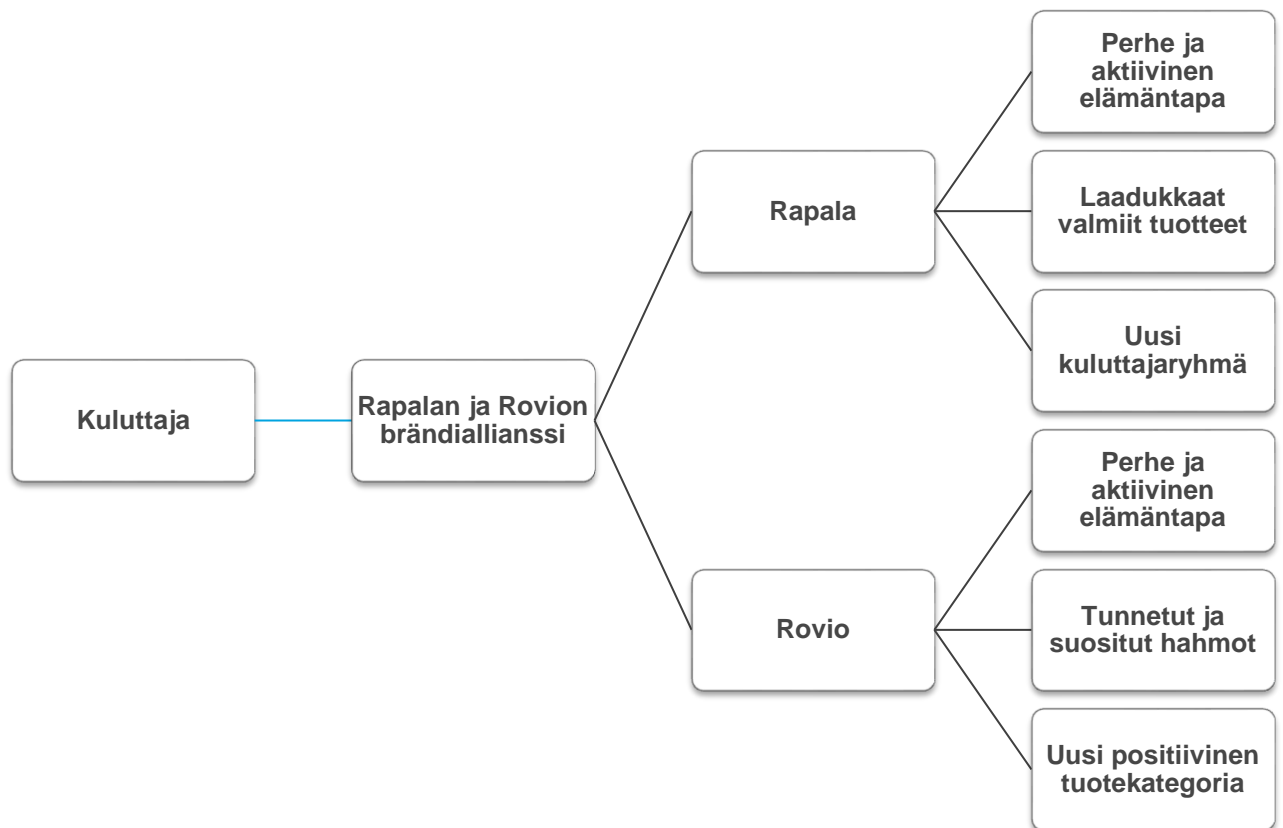 Kuluttaja
Rapalan ja Rovion
brändiallianssi
Rapala
Perhe ja
aktiivinen
elämäntapa
Laadukkaat
valmiit tuotteet
Uusi
kuluttajaryhmä
Rovio
Perhe ja
aktiivinen
elämäntapa
Tunnetut ja
suositut hahmot
Uusi positiivinen
tuotekategoria